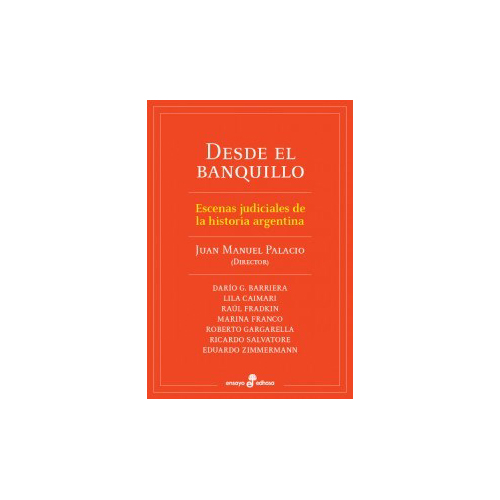 DESDE EL
BANQUILLO
Escenas judiciales de
la historia argentina
JUAN MANUEL PALACIO
(DIRECTOR)
DARÍO G. BARRIERA
LILA CAIMARI
RAÚL FRADKIN
MARINA FRANCO
ROBERTO GARGARELLA
RICARDO SALVATORE
EDUARDO ZIMMERMANN
ensayo edhasa